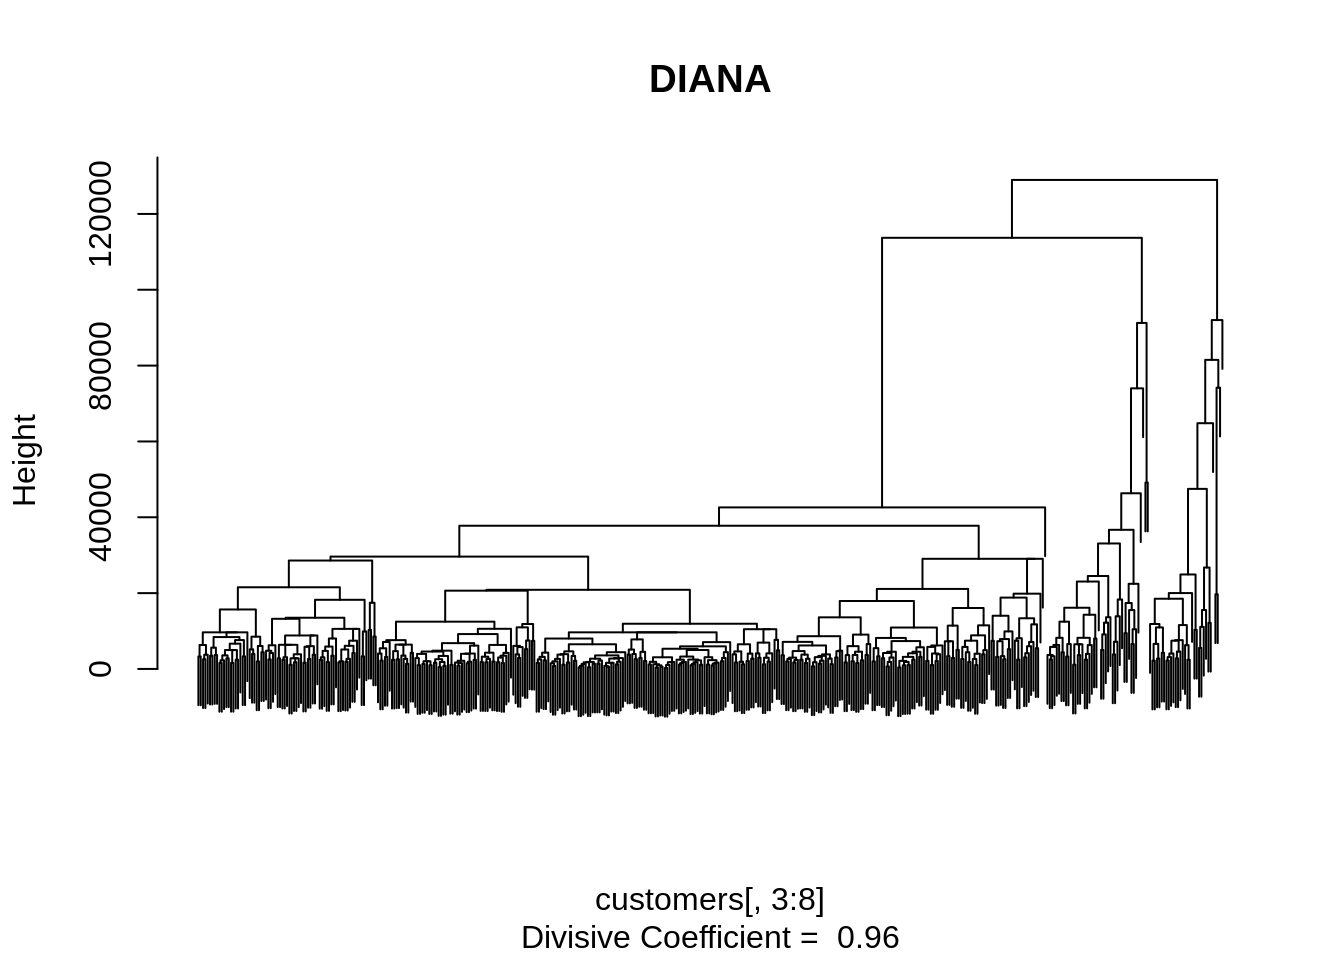 DIANA
Height
120000
80000
40000
0
customers[, 3:8]
Divisive Coefficient =  0.96